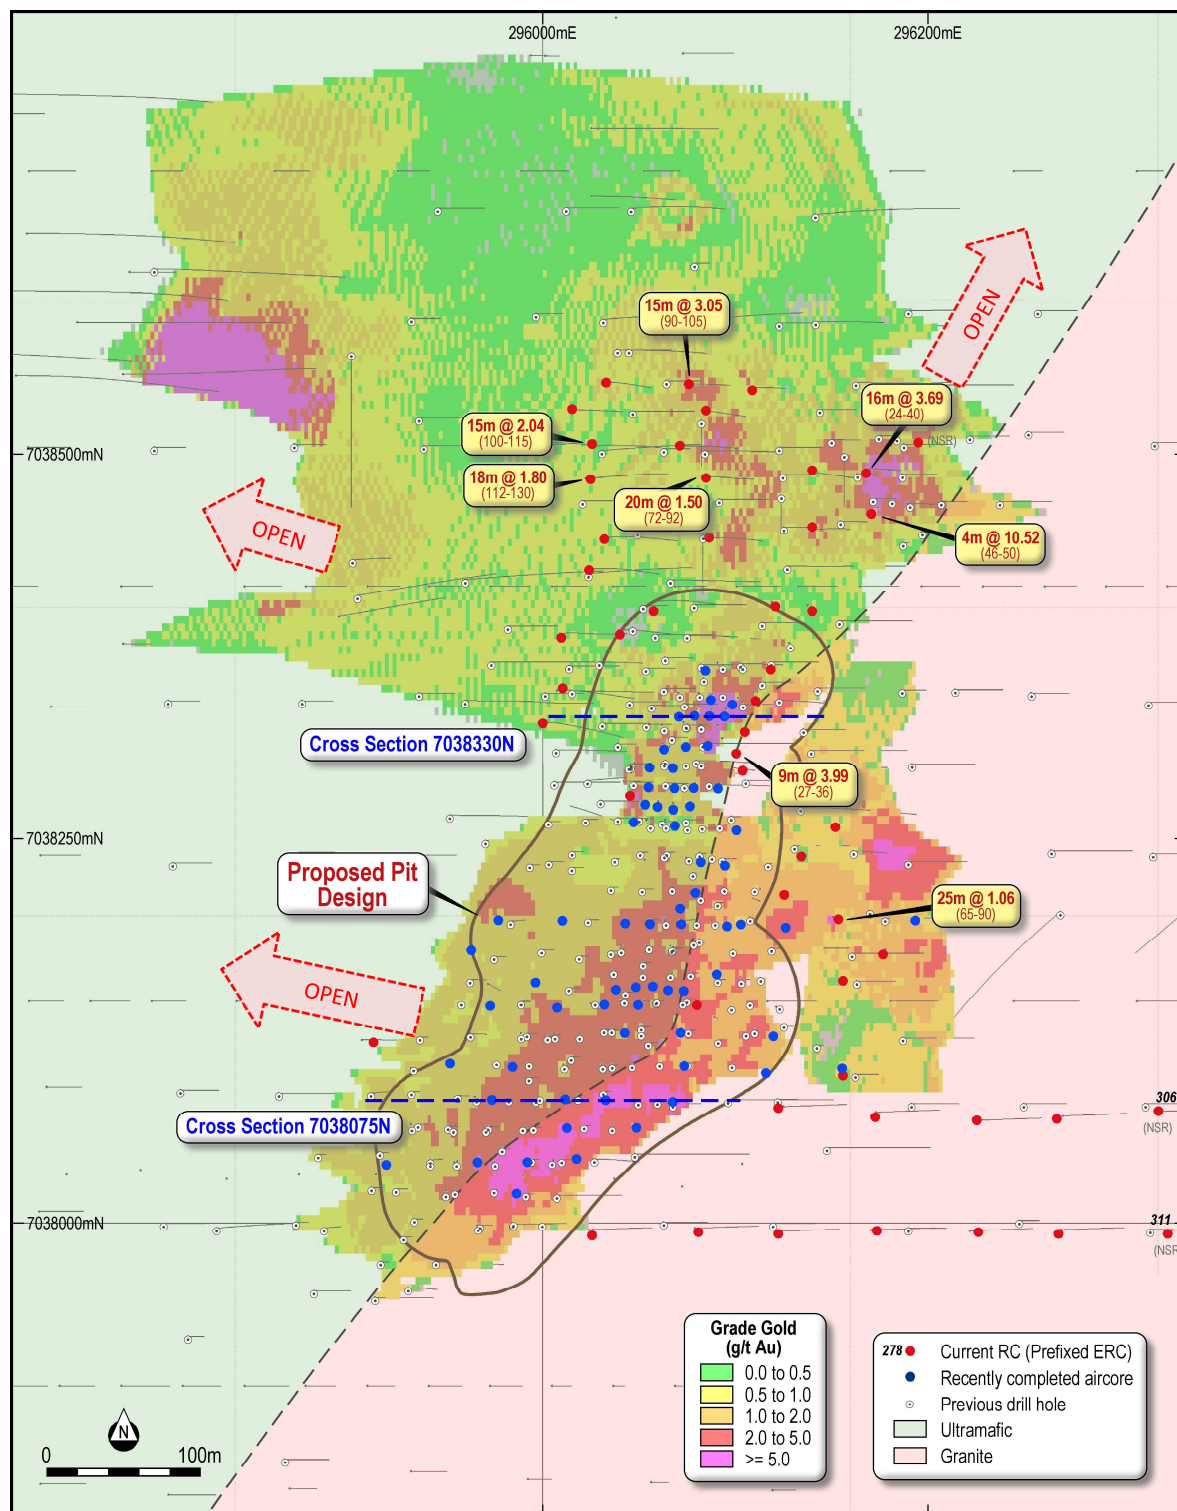 296000mE
296200mE
OPEN
15m @ 3.05
(90-105)
16m @ 3.69
(24-40)
15m @ 2.04
(100-115)
(NSR)
7038500mN
18m @ 1.80
(112-130)
20m @ 1.50
(72-92)
OPEN
4m @ 10.52
(46-50)
Cross Section 7038330N
9m @ 3.99
(27-36)
7038250mN
Proposed Pit
Design
25m @ 1.06
(65-90)
OPEN
306
Cross Section 7038075N
(NSR)
7038000mN
311
(NSR
Grade Gold
(g/t Au)
0.0 to 0.5
0.5 to 1.0
1.0 to 2.0
2.0 to 5.0
>= 5.0
278
Current RC (Prefixed ERC)
Recently completed aircore
Previous drill hole
Ultramafic
Granite
N
0
100m